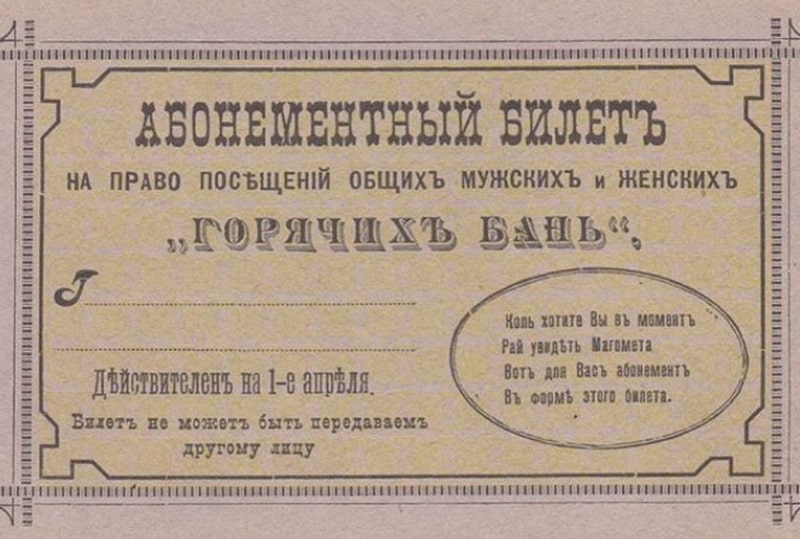 АБОНЕМЕНТНЫЙ БИЛЕТЪ
НА ПРАВО ПОСѢЩЕНІЙ ОБЩИХЪ МУЖСКИХЪ и ЖЕНСКИХЪ
„ГОРЯЧИХЪ БАНЬ“.
Г
Дѣйствителенъ на 1-е апрѣля.
Билетъ не можетъ быть передаваемъ
другому лицу
Коль хотите Вы въ моментъ
Рай увидѣть Магомета
Вотъ для Васъ абонементъ
Въ формѣ этого билета.